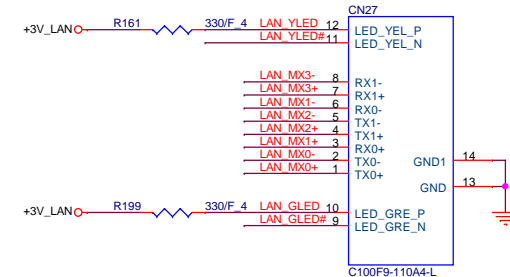 CN27
+3V_LAN R161 330/F_4 LAN_YLED 12 LED_YEL_P
LAN_YLED# 11 LED_YEL_N
LAN_MX3- 8 RX1-
LAN_MX3+ 7 RX1+
LAN_MX1- 6 RX0-
LAN_MX2- 5 TX1-
LAN_MX2+ 4 TX1+
LAN_MX1+ 3 RX0+
LAN_MX0- 2 TX0- GND1 14
LAN_MX0+ 1 TX0+
GND 13
+3V_LAN R199 330/F_4 LAN_GLED 10 LED_GRE_P
LAN_GLED# 9 LED_GRE_N
C100F9-110A4-L